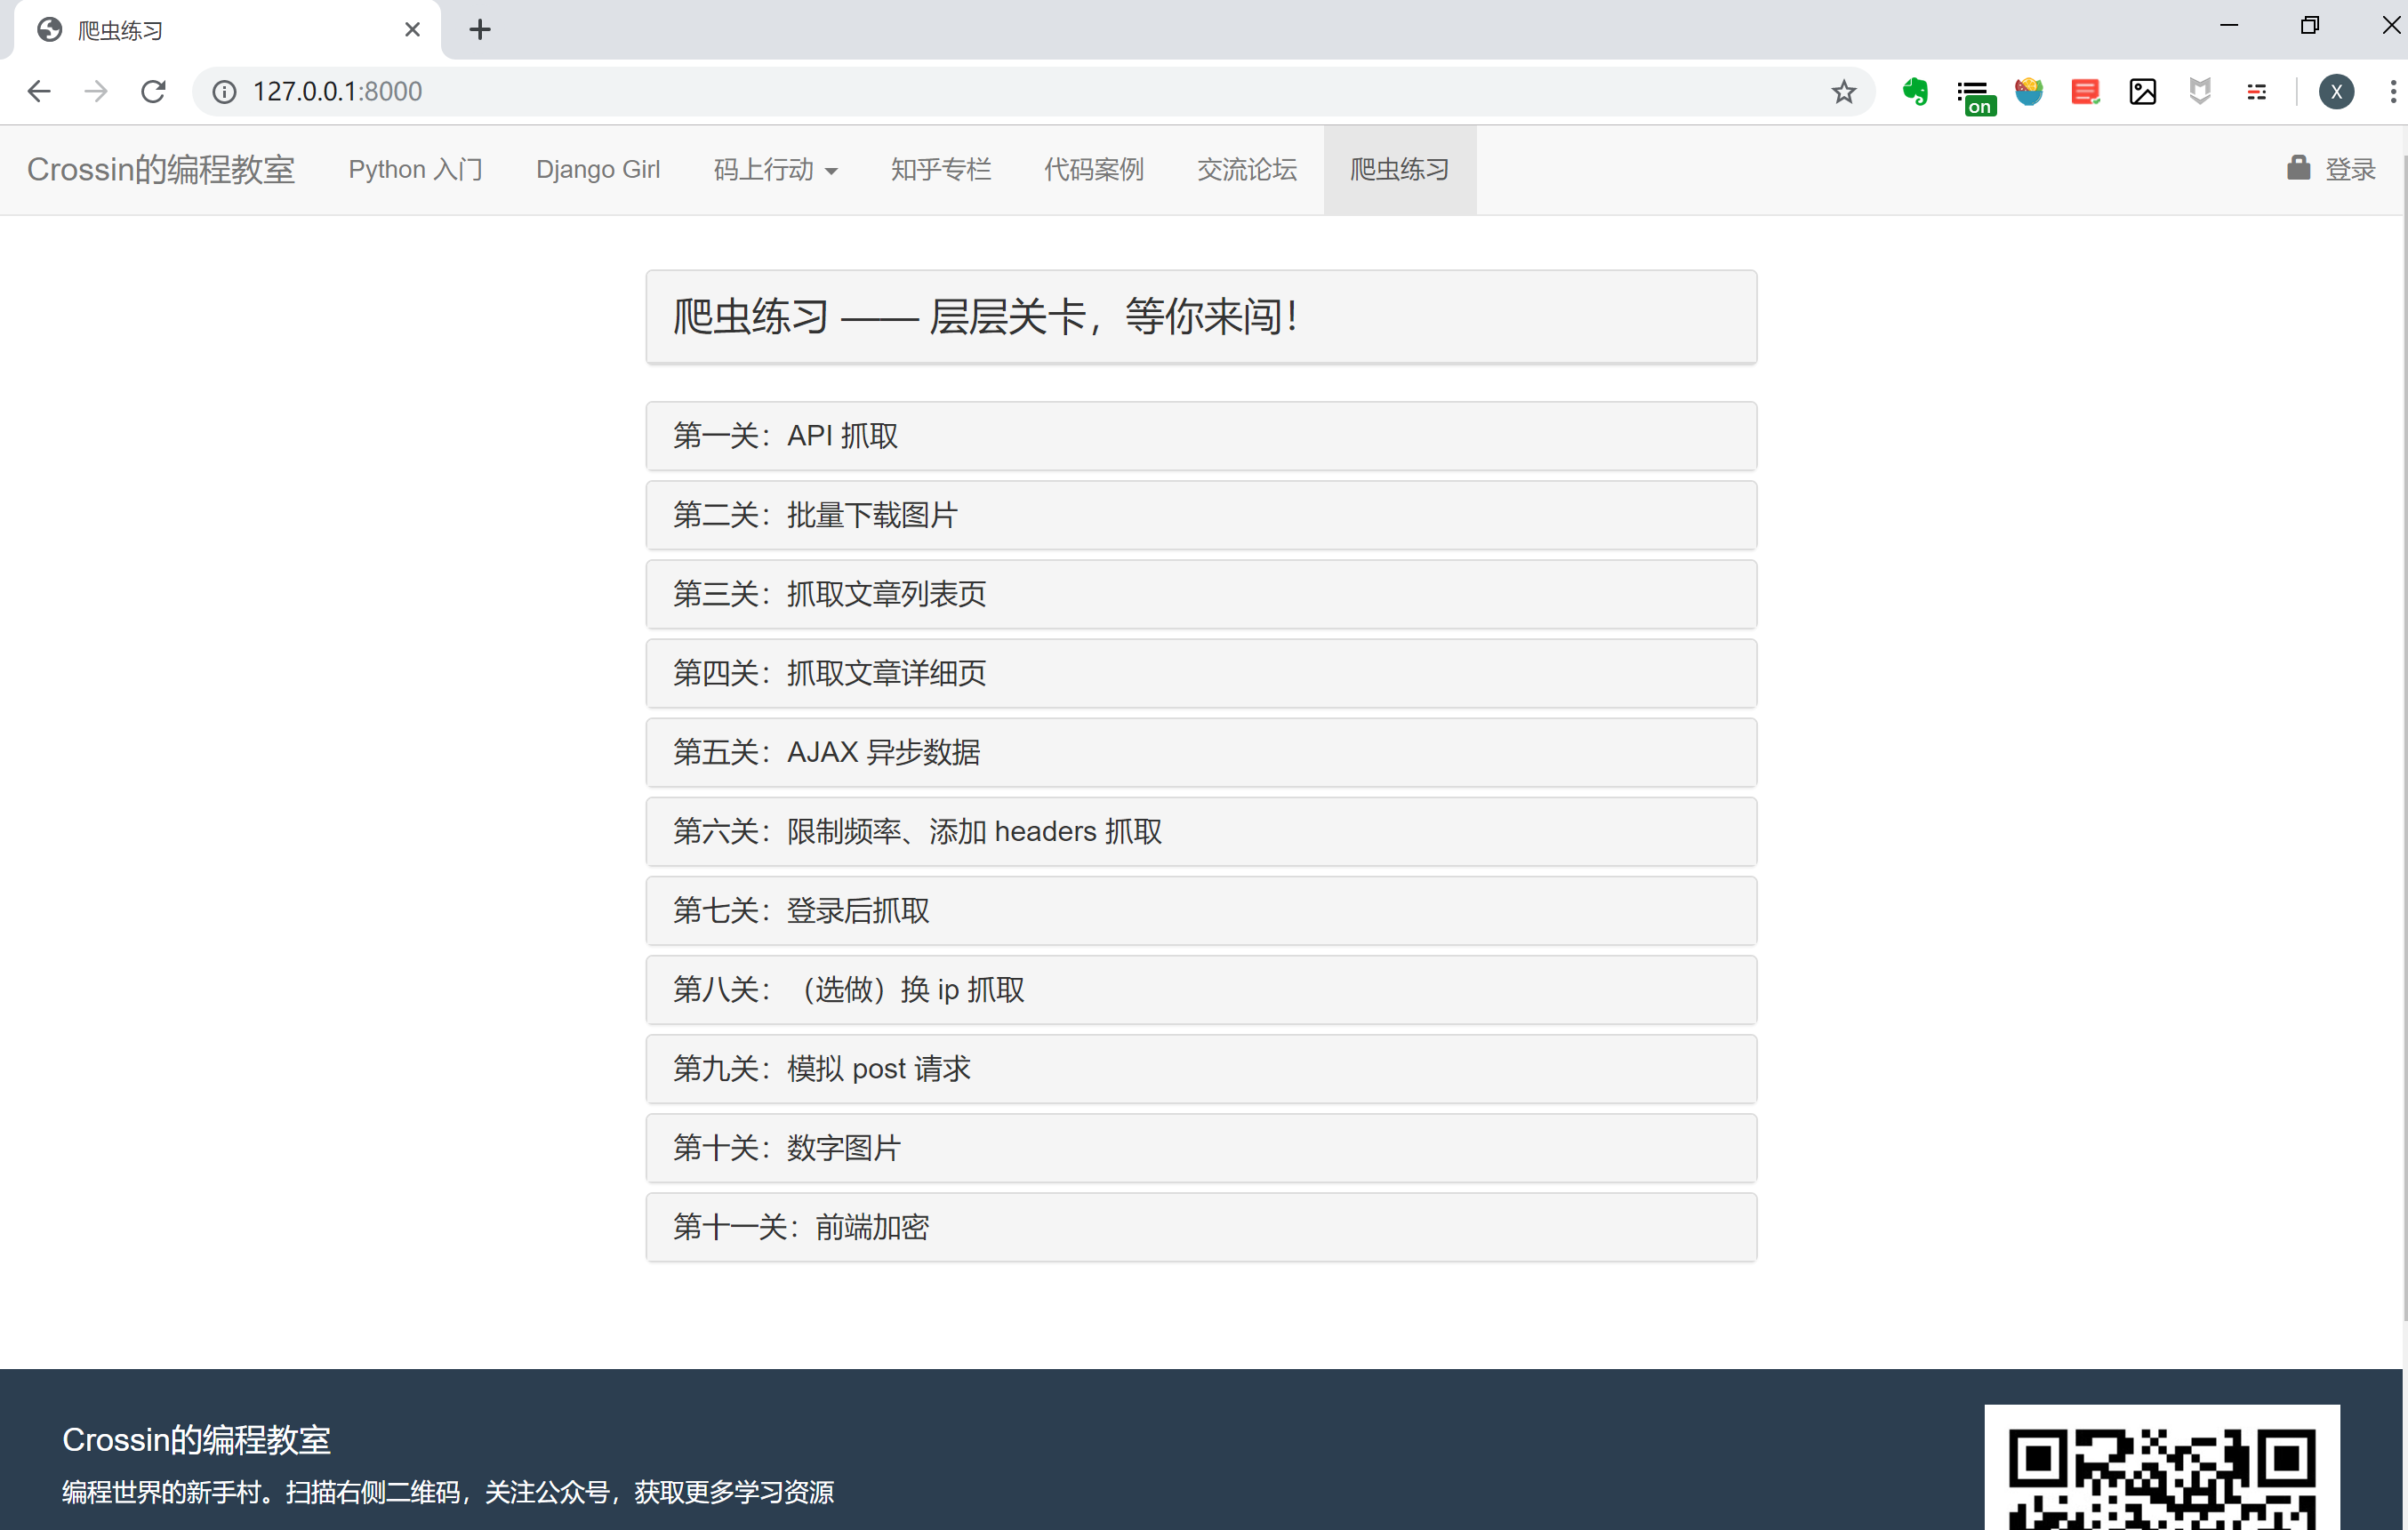 爬虫练习
127.0.0.1:8000
on
X
Crossin的编程教室 Python 入门 Django Girl 码上行动 知乎专栏 代码案例 交流论坛 爬虫练习 登录
爬虫练习 —— 层层关卡，等你来闯！
第一关：API 抓取
第二关：批量下载图片
第三关：抓取文章列表页
第四关：抓取文章详细页
第五关：AJAX 异步数据
第六关：限制频率、添加 headers 抓取
第七关：登录后抓取
第八关：（选做）换 ip 抓取
第九关：模拟 post 请求
第十关：数字图片
第十一关：前端加密
Crossin的编程教室
编程世界的新手村。扫描右侧二维码，关注公众号，获取更多学习资源